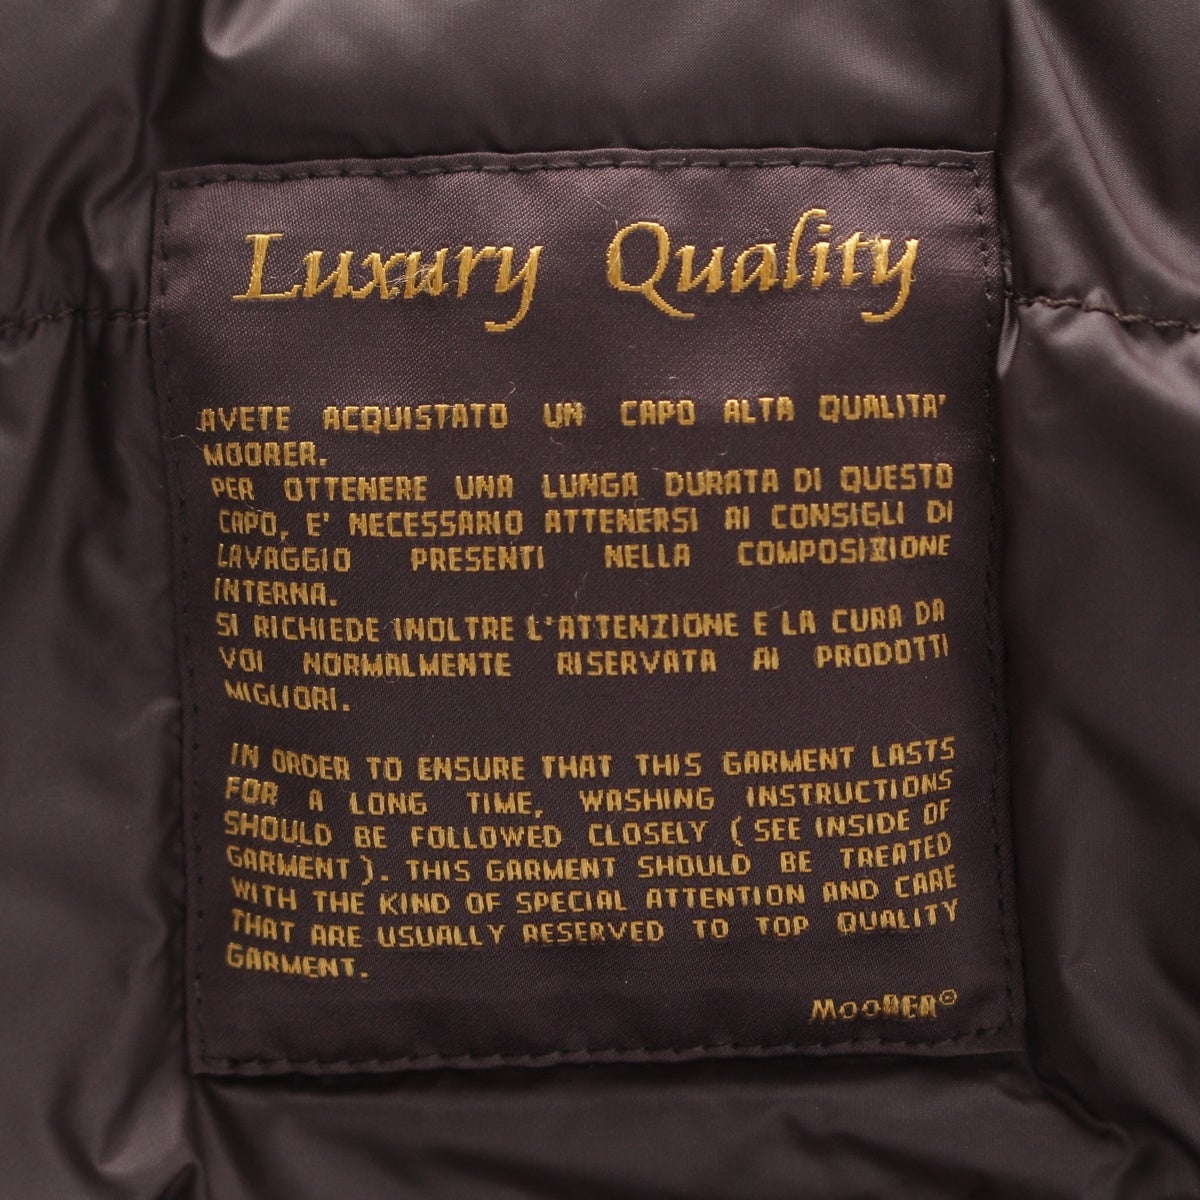 Luxury Quality
AVETE ACQUISTATO UN CAPO ALTA QUALITA'
MOORER.
PER OTTENERE UNA LUNGA DURATA DI QUESTO
CAPO, E' NECESSARIO ATTENERSI AI CONSIGLI DI
LAVAGGIO PRESENTI NELLA COMPOSIZIONE
INTERNA.
SI RICHIEDE INOLTRE L'ATTENZIONE E LA CURA DA
VOI NORMALMENTE RISERVATA AI PRODOTTI
MIGLIORI.
IN ORDER TO ENSURE THAT THIS GARMENT LASTS
FOR A LONG TIME, WASHING INSTRUCTIONS
SHOULD BE FOLLOWED CLOSELY (SEE INSIDE OF
GARMENT). THIS GARMENT SHOULD BE TREATED
WITH THE KIND OF SPECIAL ATTENTION AND CARE
THAT ARE USUALLY RESERVED TO TOP QUALITY
GARMENT.
MooRER®